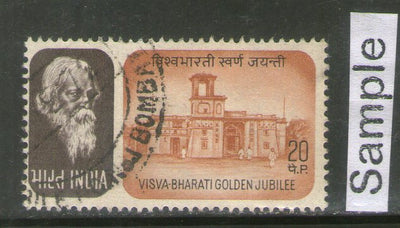 विश्वभारती स्वर्ण जयन्ती
20
पै.P.
भारत INDIA
VISVA-BHARATI GOLDEN JUBILEE
BOMBAY
Sample